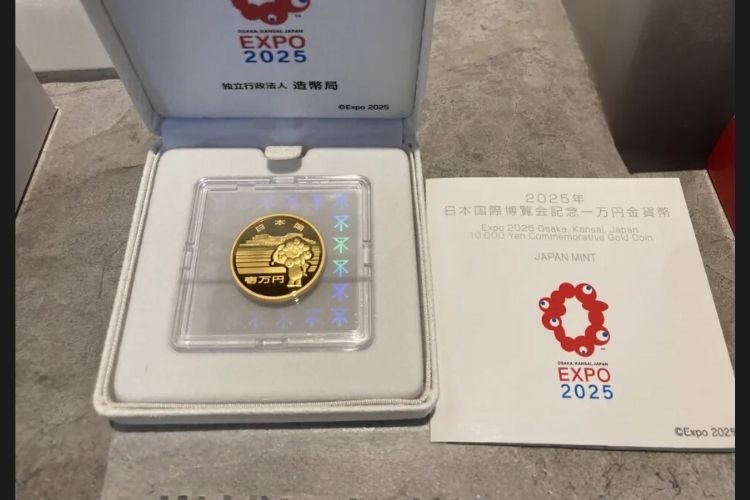 OSAKA, KANSAI, JAPAN
EXPO
2025
独立行政法人 造幣局
©Expo 2025
日本国
壱万円
2025年
日本国際博覧会記念一万円金貨幣
Expo 2025 Osaka, Kansai, Japan
10,000 Yen Commemorative Gold Coin
JAPAN MINT
OSAKA, KANSAI, JAPAN
EXPO
2025
©Expo 2025